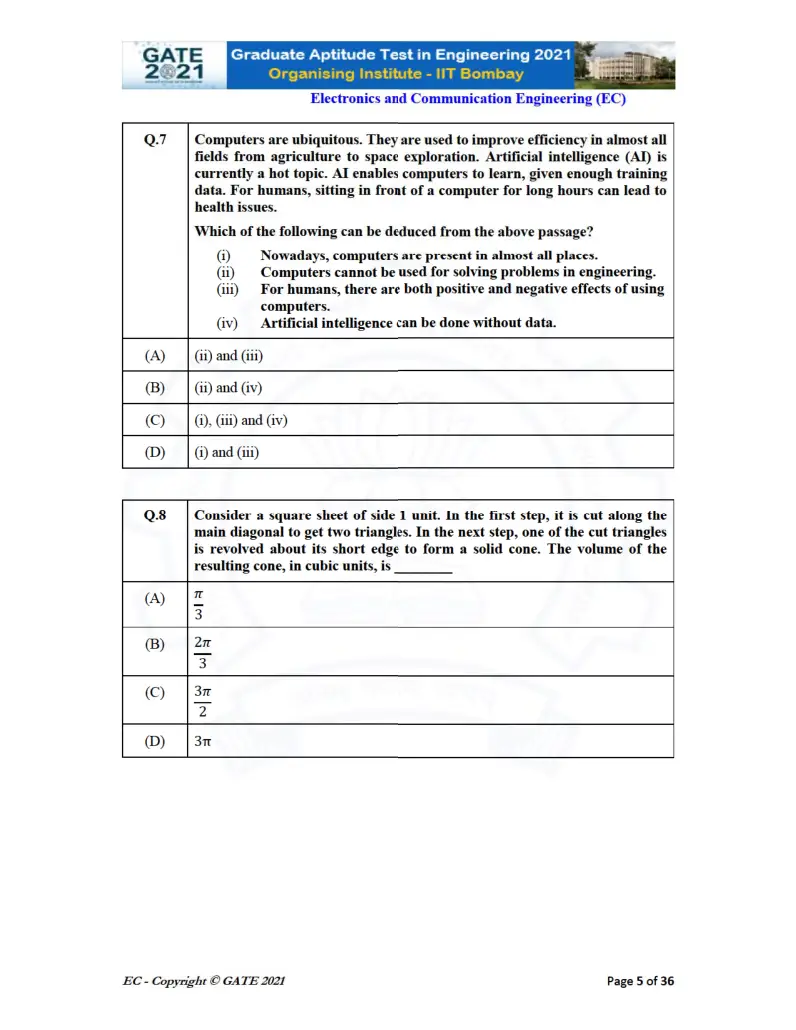 GATE
2021
Graduate Aptitude Test in Engineering 2021
Organising Institute - IIT Bombay
Electronics and Communication Engineering (EC)
Q.7
Computers are ubiquitous. They are used to improve efficiency in almost all
fields from agriculture to space exploration. Artificial intelligence (AI) is
currently a hot topic. AI enables computers to learn, given enough training
data. For humans, sitting in front of a computer for long hours can lead to
health issues.
Which of the following can be deduced from the above passage?
(i) Nowadays, computers are present in almost all places.
(ii) Computers cannot be used for solving problems in engineering.
(iii) For humans, there are both positive and negative effects of using
computers.
(iv) Artificial intelligence can be done without data.
(A) (ii) and (iii)
(B) (ii) and (iv)
(C) (i), (iii) and (iv)
(D) (i) and (iii)
Q.8
Consider a square sheet of side 1 unit. In the first step, it is cut along the
main diagonal to get two triangles. In the next step, one of the cut triangles
is revolved about its short edge to form a solid cone. The volume of the
resulting cone, in cubic units, is ________
(A) π/3
(B) 2π/3
(C) 3π/2
(D) 3π
EC - Copyright © GATE 2021
Page 5 of 36